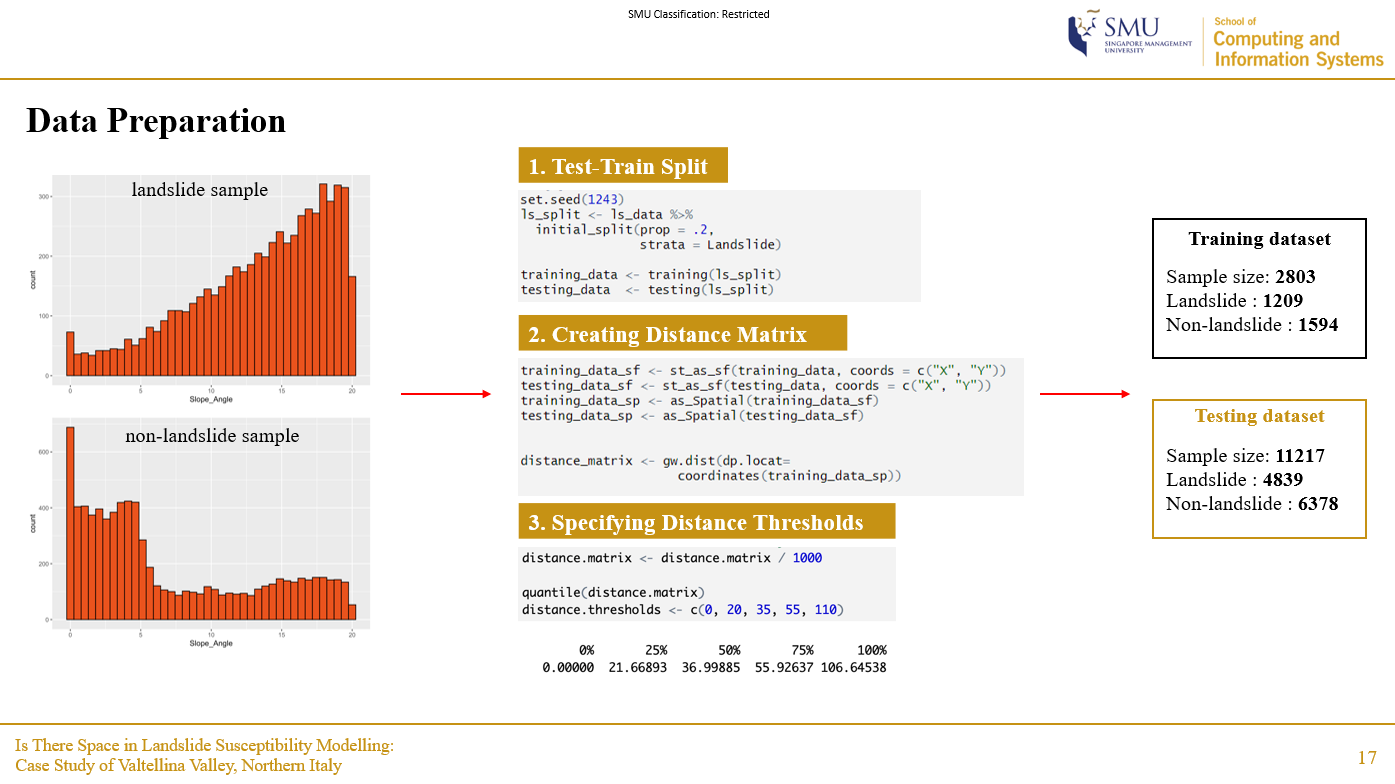 SMU Classification: Restricted
SMU
SINGAPORE MANAGEMENT
UNIVERSITY
School of
Computing and
Information Systems
Data Preparation
landslide sample
300
200
100
0
count
0 5 10 15 20
Slope_Angle
non-landslide sample
600
400
200
0
count
0 5 10 15 20
Slope_Angle
1. Test-Train Split
set.seed(1243)
ls_split <- ls_data %>%
initial_split(prop = .2,
strata = Landslide)
training_data <- training(ls_split)
testing_data <- testing(ls_split)
2. Creating Distance Matrix
training_data_sf <- st_as_sf(training_data, coords = c("X", "Y"))
testing_data_sf <- st_as_sf(testing_data, coords = c("X", "Y"))
training_data_sp <- as_Spatial(training_data_sf)
testing_data_sp <- as_Spatial(testing_data_sf)
distance_matrix <- gw.dist(dp.locat=
coordinates(training_data_sp))
3. Specifying Distance Thresholds
distance.matrix <- distance.matrix / 1000
quantile(distance.matrix)
distance.thresholds <- c(0, 20, 35, 55, 110)
0% 25% 50% 75% 100%
0.00000 21.66893 36.99885 55.92637 106.64538
Training dataset
Sample size: 2803
Landslide : 1209
Non-landslide : 1594
Testing dataset
Sample size: 11217
Landslide : 4839
Non-landslide : 6378
Is There Space in Landslide Susceptibility Modelling:
Case Study of Valtellina Valley, Northern Italy
17